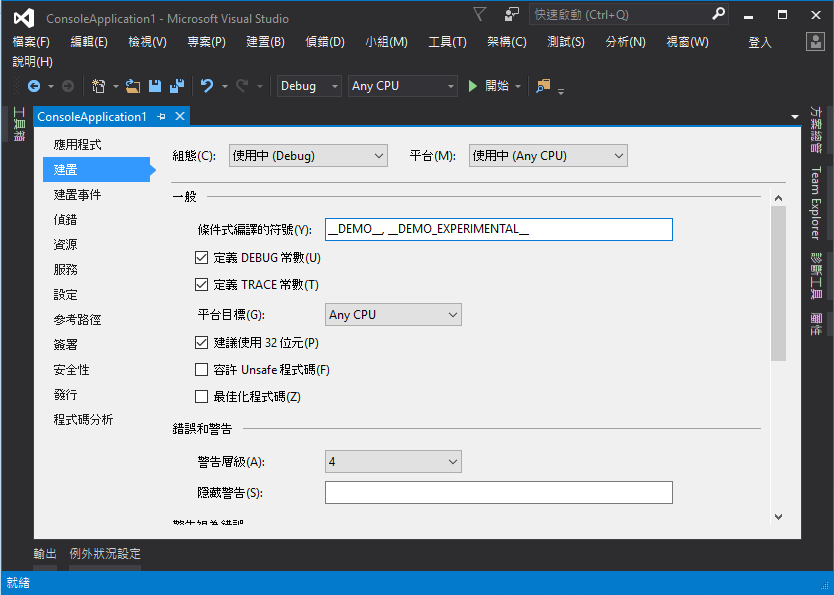 ConsoleApplication1 - Microsoft Visual Studio
快速啟動 (Ctrl+Q)
檔案(F) 編輯(E) 檢視(V) 專案(P) 建置(B) 偵錯(D) 小組(M) 工具(T) 架構(C) 測試(S) 分析(N) 視窗(W) 登入
說明(H)
Debug Any CPU 開始
工具箱
ConsoleApplication1
應用程式
建置
建置事件
偵錯
資源
服務
設定
參考路徑
簽署
安全性
發行
程式碼分析
組態(C): 使用中 (Debug) 平台(M): 使用中 (Any CPU)
一般
條件式編譯的符號(Y): __DEMO__, __DEMO_EXPERIMENTAL__
定義 DEBUG 常數(U)
定義 TRACE 常數(T)
平台目標(G): Any CPU
建議使用 32 位元(P)
容許 Unsafe 程式碼(F)
最佳化程式碼(Z)
錯誤和警告
警告層級(A): 4
隱藏警告(S):
警告視為錯誤
方案總管
Team Explorer
診斷工具
屬性
輸出 例外狀況設定
就緒